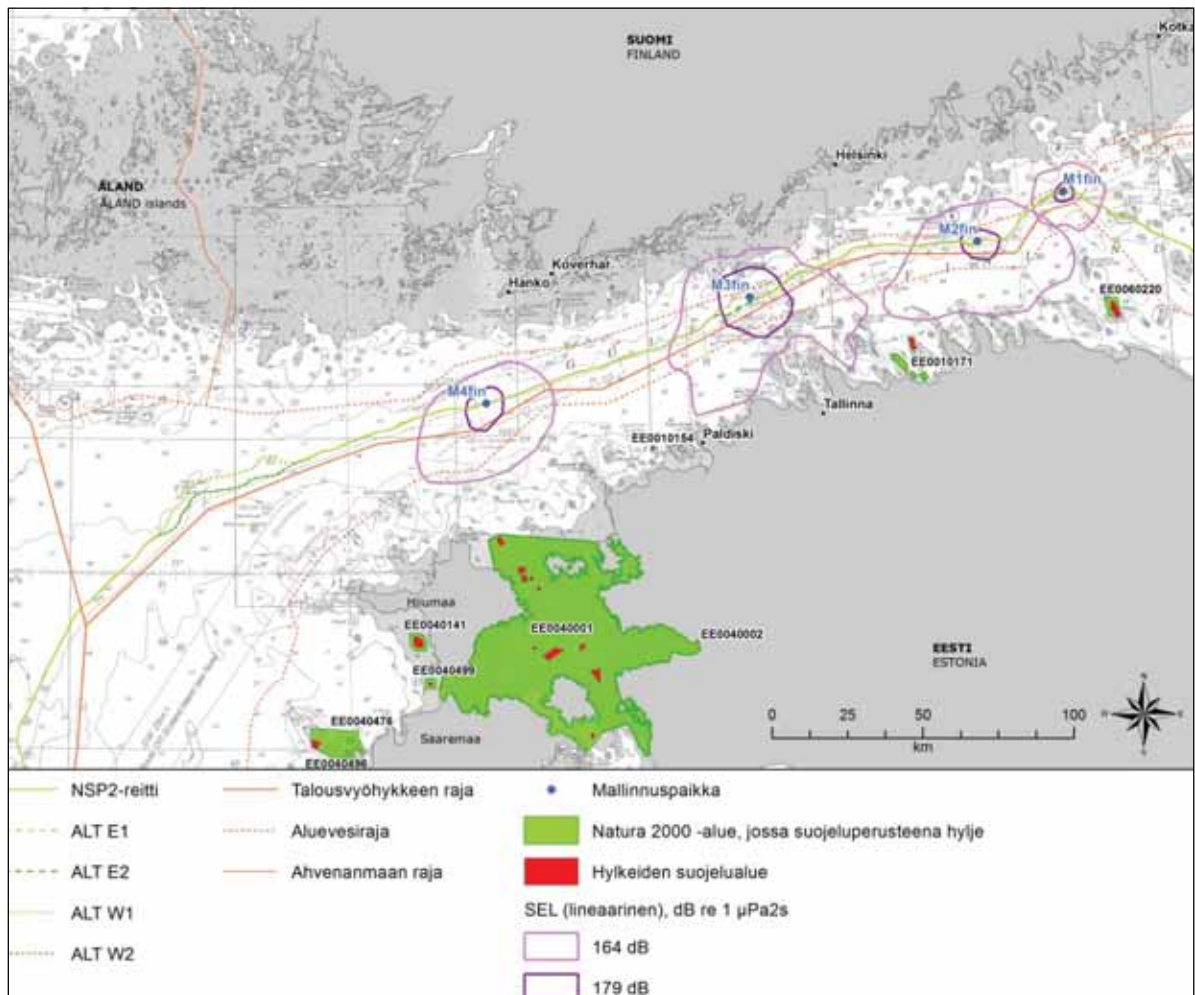 Kotka
SUOMI
FINLAND
Helsinki
ÅLAND
ÅLAND islands
M1fin
M2fin
Koverhar
Hanko
M3fin
EE0060220
EE0010171
M4fin
Tallinna
EE0010154
Paldiski
Hiiumaa
EE0040141
EE0040001
EE0040002
EESTI
ESTONIA
EE0040499
EE0040476
Saaremaa
EE0040496
0 25 50 100
km
NSP2-reitti
ALT E1
ALT E2
ALT W1
ALT W2
Talousvyöhykkeen raja
Aluevesiraja
Ahvenanmaan raja
Mallinnuspaikka
Natura 2000 -alue, jossa suojeluperusteena hylje
Hylkeiden suojelualue
SEL (lineaarinen), dB re 1 µPa2s
164 dB
179 dB